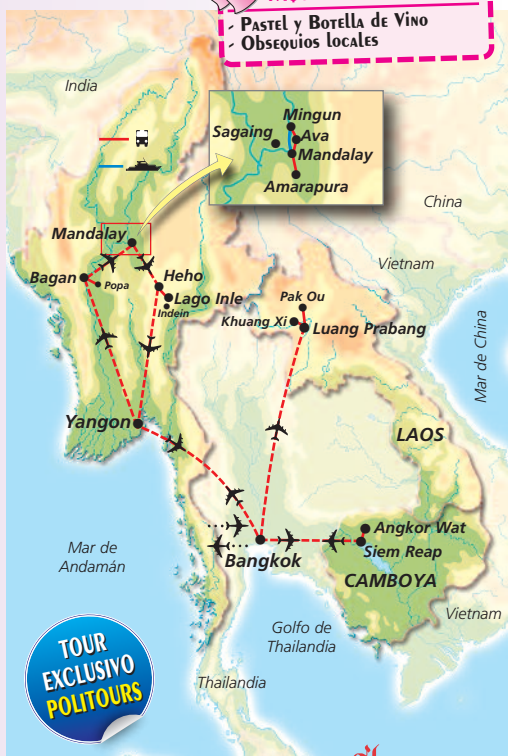 - Pastel y Botella de Vino
- Obsequios locales
India
Mingun
Sagaing
Ava
Mandalay
Amarapura
China
Mandalay
Vietnam
Bagan
Popa
Heho
Lago Inle
Indein
Pak Ou
Khuang Xi
Luang Prabang
Mar de China
Yangon
LAOS
Angkor Wat
Siem Reap
Bangkok
CAMBOYA
Mar de
Andamán
Golfo de
Thailandia
Vietnam
TOUR
EXCLUSIVO
POLITOURS
Thailandia